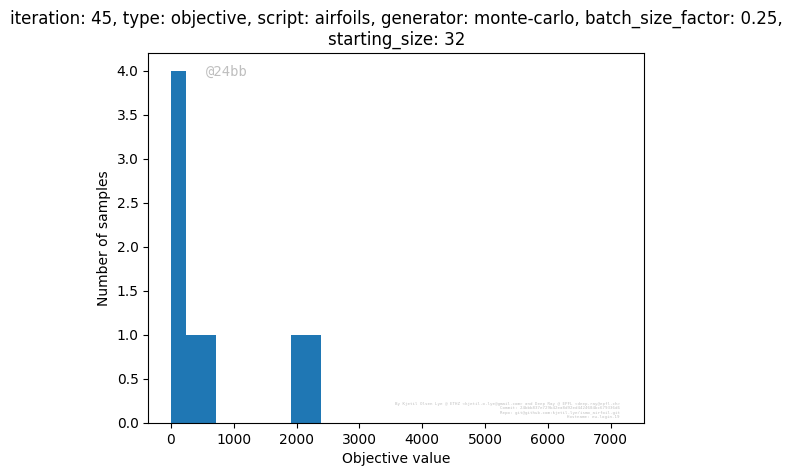 iteration: 45, type: objective, script: airfoils, generator: monte-carlo, batch_size_factor: 0.25,
starting_size: 32
@24bb
4.0
3.5
3.0
2.5
2.0
1.5
1.0
0.5
0.0
Number of samples
0 1000 2000 3000 4000 5000 6000 7000
Objective value